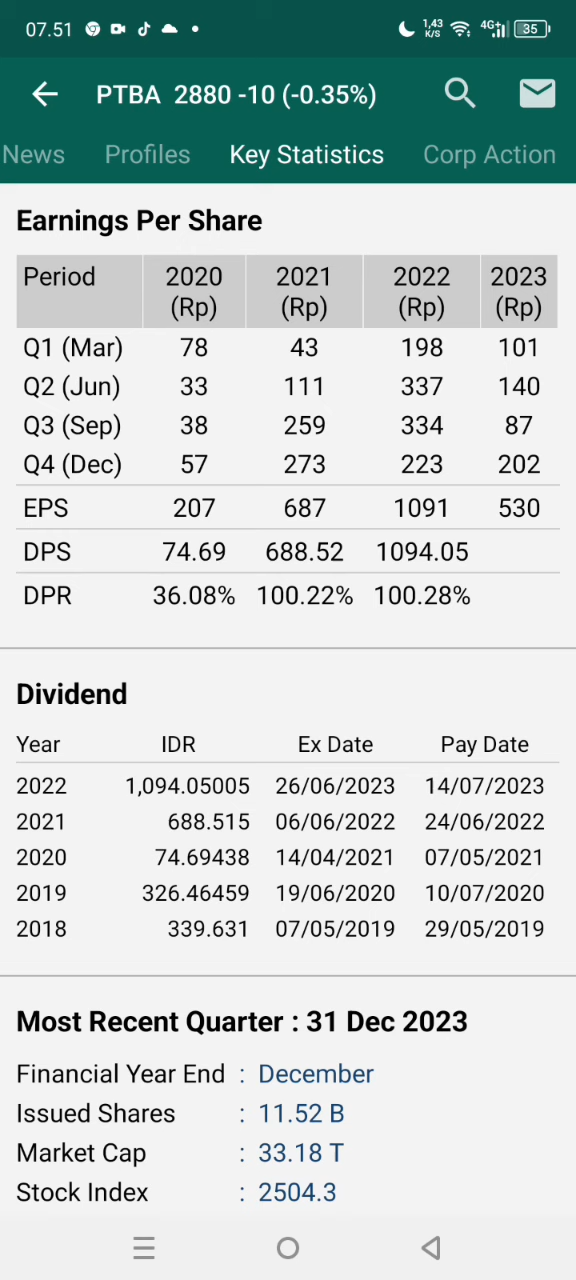 07.51 1,43 K/S 4G+ 35
PTBA 2880 -10 (-0.35%)
News Profiles Key Statistics Corp Action
Earnings Per Share
Period 2020 (Rp) 2021 (Rp) 2022 (Rp) 2023 (Rp)
Q1 (Mar) 78 43 198 101
Q2 (Jun) 33 111 337 140
Q3 (Sep) 38 259 334 87
Q4 (Dec) 57 273 223 202
EPS 207 687 1091 530
DPS 74.69 688.52 1094.05
DPR 36.08% 100.22% 100.28%
Dividend
Year IDR Ex Date Pay Date
2022 1,094.05005 26/06/2023 14/07/2023
2021 688.515 06/06/2022 24/06/2022
2020 74.69438 14/04/2021 07/05/2021
2019 326.46459 19/06/2020 10/07/2020
2018 339.631 07/05/2019 29/05/2019
Most Recent Quarter : 31 Dec 2023
Financial Year End : December
Issued Shares : 11.52 B
Market Cap : 33.18 T
Stock Index : 2504.3